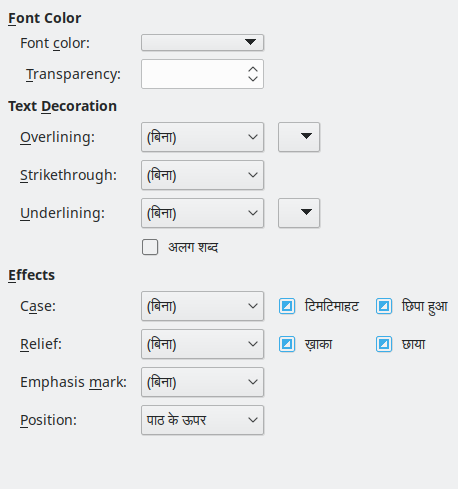 Font Color
Font color:
Transparency:
Text Decoration
Overlining: (बिना)
Strikethrough: (बिना)
Underlining: (बिना)
अलग शब्द
Effects
Case: (बिना) टिमटिमाहट छिपा हुआ
Relief: (बिना) ख़ाका छाया
Emphasis mark: (बिना)
Position: पाठ के ऊपर